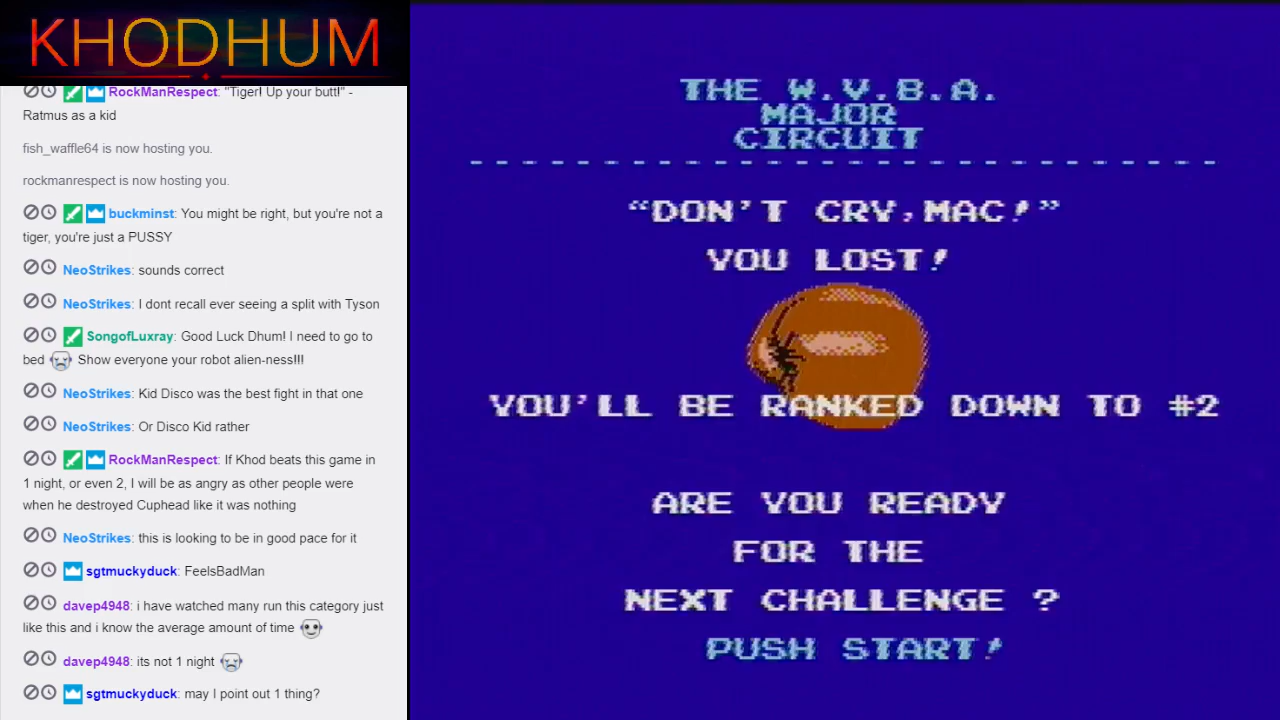 KHODHUM
RockManRespect: "Tiger! Up your butt!" -
Ratmus as a kid
fish_waffle64 is now hosting you.
rockmanrespect is now hosting you.
buckminst: You might be right, but you're not a
tiger, you're just a PUSSY
NeoStrikes: sounds correct
NeoStrikes: I dont recall ever seeing a split with Tyson
SongofLuxray: Good Luck Dhum! I need to go to
bed Show everyone your robot alien-ness!!!
NeoStrikes: Kid Disco was the best fight in that one
NeoStrikes: Or Disco Kid rather
RockManRespect: If Khod beats this game in
1 night, or even 2, I will be as angry as other people were
when he destroyed Cuphead like it was nothing
NeoStrikes: this is looking to be in good pace for it
sgtmuckyduck: FeelsBadMan
davep4948: i have watched many run this category just
like this and i know the average amount of time
davep4948: its not 1 night
sgtmuckyduck: may I point out 1 thing?
THE W.V.B.A.
MAJOR
CIRCUIT
“DON'T CRY,MAC!”
YOU LOST!
YOU'LL BE RANKED DOWN TO #2
ARE YOU READY
FOR THE
NEXT CHALLENGE ?
PUSH START!